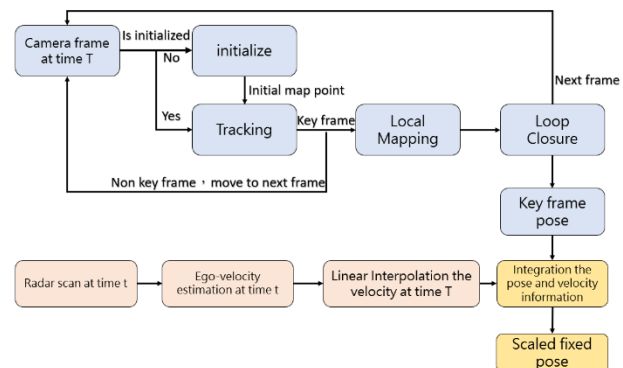 Camera frame
at time T
Is initialized
No
initialize
Initial map point
Yes
Tracking
Key frame
Local
Mapping
Loop
Closure
Next frame
Non key frame，move to next frame
Key frame
pose
Radar scan at time t
Ego-velocity
estimation at time t
Linear Interpolation the
velocity at time T
Integration the
pose and velocity
information
Scaled fixed
pose